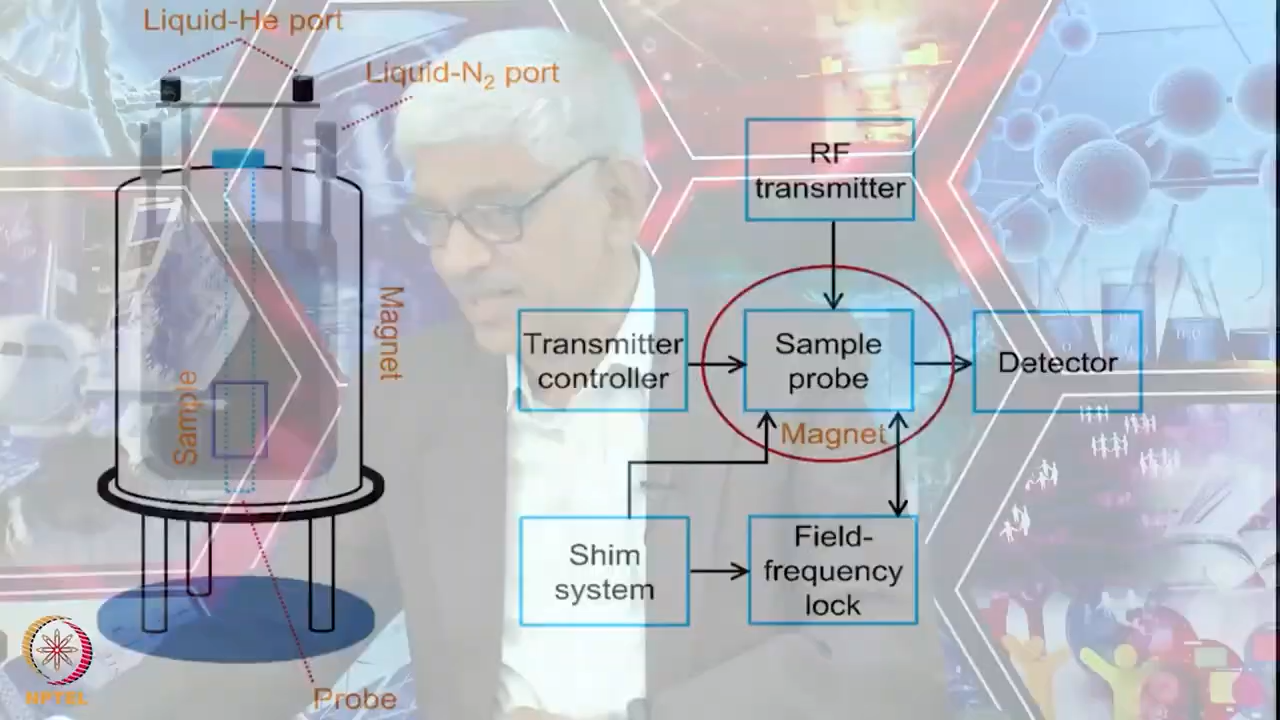 Liquid-He port
Liquid-N₂ port
Magnet
Sample
Probe
RF
transmitter
Transmitter
controller
Sample
probe
Detector
Magnet
Shim
system
Field-
frequency
lock
NPTEL